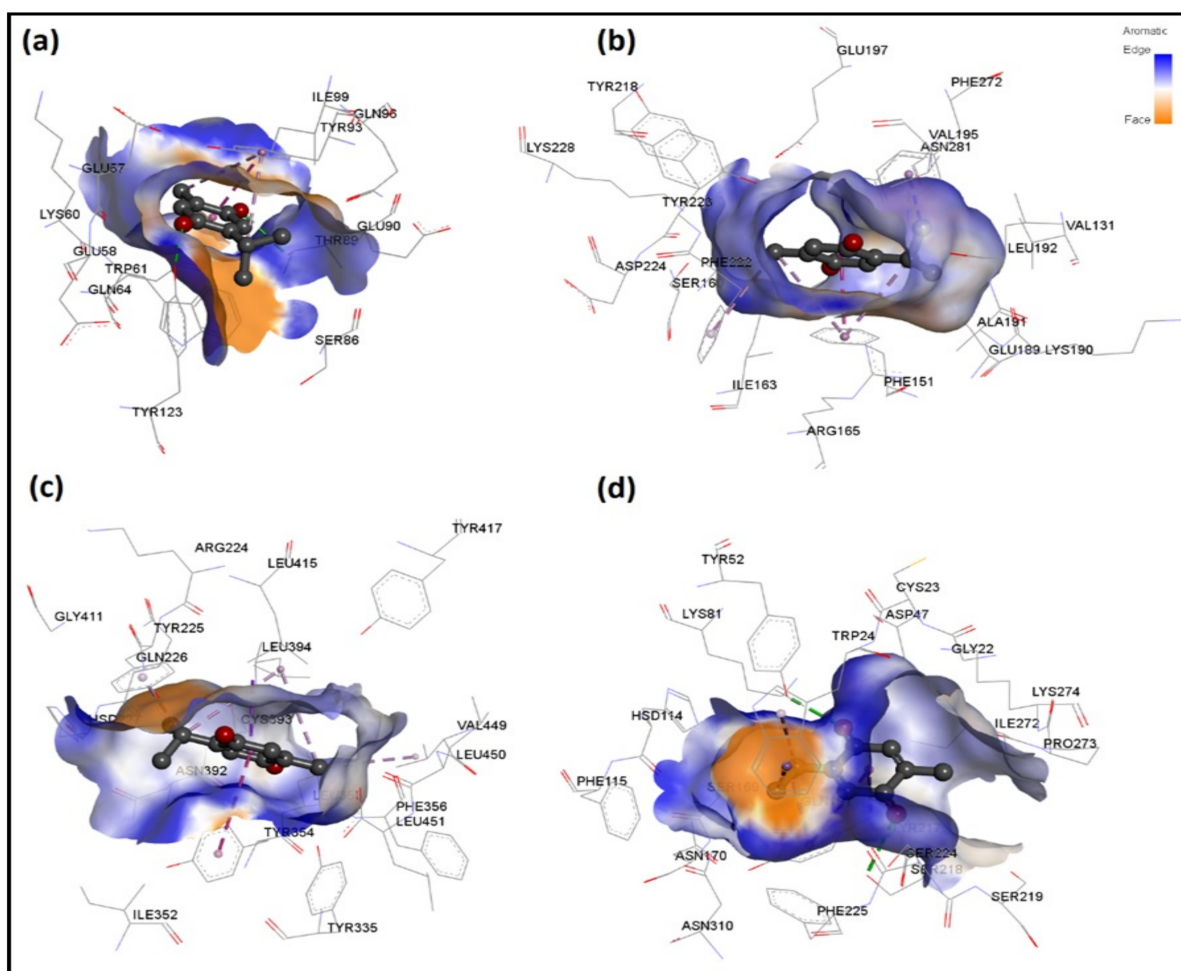 (a)
ILE99
GLN96
TYR93
GLU57
LYS60
GLU90
THR89
GLU58
TRP61
GLN64
SER86
TYR123
(b)
Aromatic
Edge
Face
GLU197
TYR218
PHE272
VAL195
ASN281
LYS228
TYR223
VAL131
LEU192
PHE222
ASP224
SER16
ALA191
GLU189 LYS190
ILE163
PHE151
ARG165
(c)
TYR417
ARG224
LEU415
GLY411
TYR225
LEU394
GLN226
CYS393
VAL449
LEU450
ASN392
PHE356
LEU451
TYR354
ILE352
TYR335
(d)
TYR52
CYS23
LYS81
ASP47
TRP24
GLY22
LYS274
HSD114
ILE272
PRO273
PHE115
SER169
SER224
ASN170
SER218
SER219
PHE225
ASN310